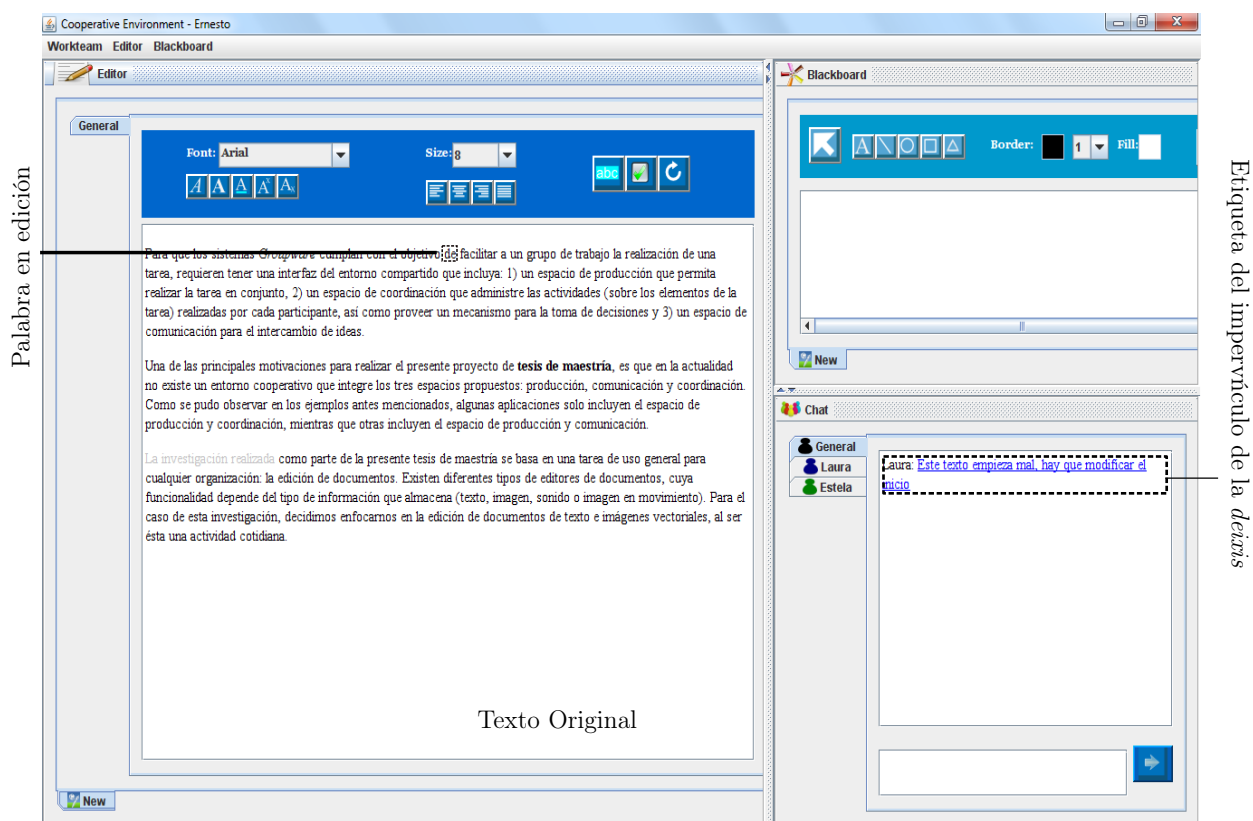 Cooperative Environment - Ernesto
Workteam Editor Blackboard
Editor
General
Font: Arial
Size: 8
A A A A A
abc
Para que los sistemas Groupware cumplan con el objetivo de facilitar a un grupo de trabajo la realización de una
tarea, requieren tener una interfaz del entorno compartido que incluya: 1) un espacio de producción que permita
realizar la tarea en conjunto, 2) un espacio de coordinación que administre las actividades (sobre los elementos de la
tarea) realizadas por cada participante, así como proveer un mecanismo para la toma de decisiones y 3) un espacio de
comunicación para el intercambio de ideas.
Una de las principales motivaciones para realizar el presente proyecto de tesis de maestría, es que en la actualidad
no existe un entorno cooperativo que integre los tres espacios propuestos: producción, comunicación y coordinación.
Como se pudo observar en los ejemplos antes mencionados, algunas aplicaciones solo incluyen el espacio de
producción y coordinación, mientras que otras incluyen el espacio de producción y comunicación.
La investigación realizada como parte de la presente tesis de maestría se basa en una tarea de uso general para
cualquier organización: la edición de documentos. Existen diferentes tipos de editores de documentos, cuya
funcionalidad depende del tipo de información que almacena (texto, imagen, sonido o imagen en movimiento). Para el
caso de esta investigación, decidimos enfocarnos en la edición de documentos de texto e imágenes vectoriales, al ser
ésta una actividad cotidiana.
Texto Original
New
Palabra en edición
Blackboard
A
Border:
1
Fill:
New
Chat
General
Laura
Estela
Laura: Este texto empieza mal, hay que modificar el
inicio
Etiqueta del impervńculo de la deixis